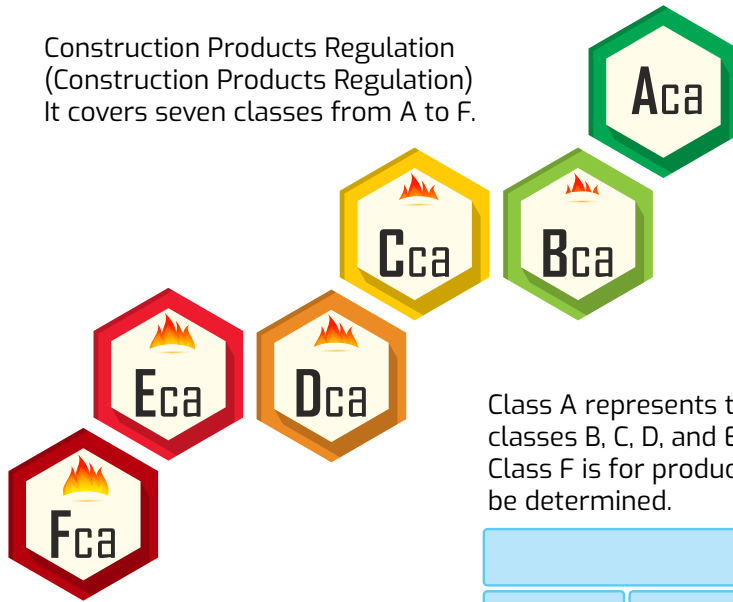 Construction Products Regulation
(Construction Products Regulation)
It covers seven classes from A to F.
Aca
Cca
Bca
Eca
Dca
Fca
Class A represents
classes B, C, D, and
Class F is for
be determined.